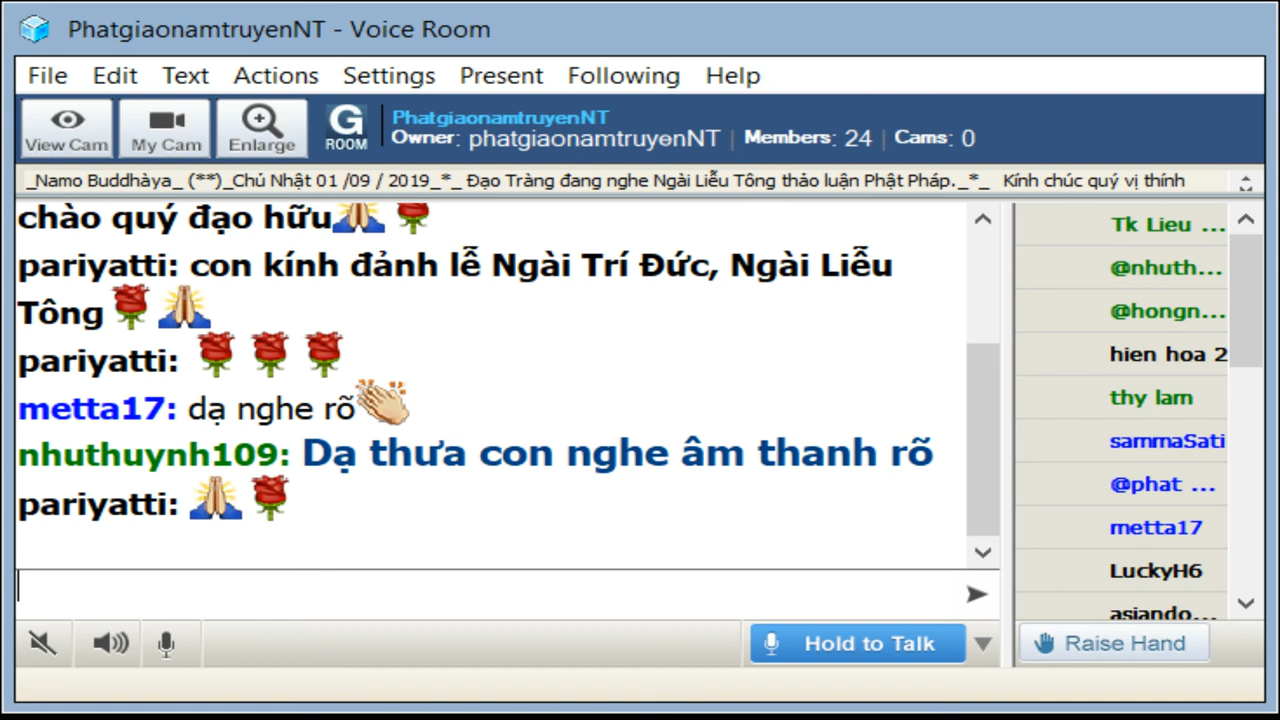 PhatgiaonamtruyenNT - Voice Room
File Edit Text Actions Settings Present Following Help
View Cam My Cam Enlarge G ROOM
PhatgiaonamtruyenNT
Owner: phatgiaonamtruyenNT | Members: 24 | Cams: 0
_Namo Buddhàya_ (**)_Chủ Nhật 01 /09 / 2019_*_ Đạo Tràng đang nghe Ngài Liễu Tông thảo luận Phật Pháp._*_ Kính chúc quý vị thính
chào quý đạo hữu
pariyatti: con kính đảnh lễ Ngài Trí Đức, Ngài Liễu
Tông
pariyatti:
metta17: dạ nghe rõ
nhuthuynh109: Dạ thưa con nghe âm thanh rõ
pariyatti:
Tk Lieu ...
@nhuth...
@hongn...
hien hoa 2
thy lam
sammaSati
@phat ...
metta17
LuckyH6
asiando...
Hold to Talk
Raise Hand